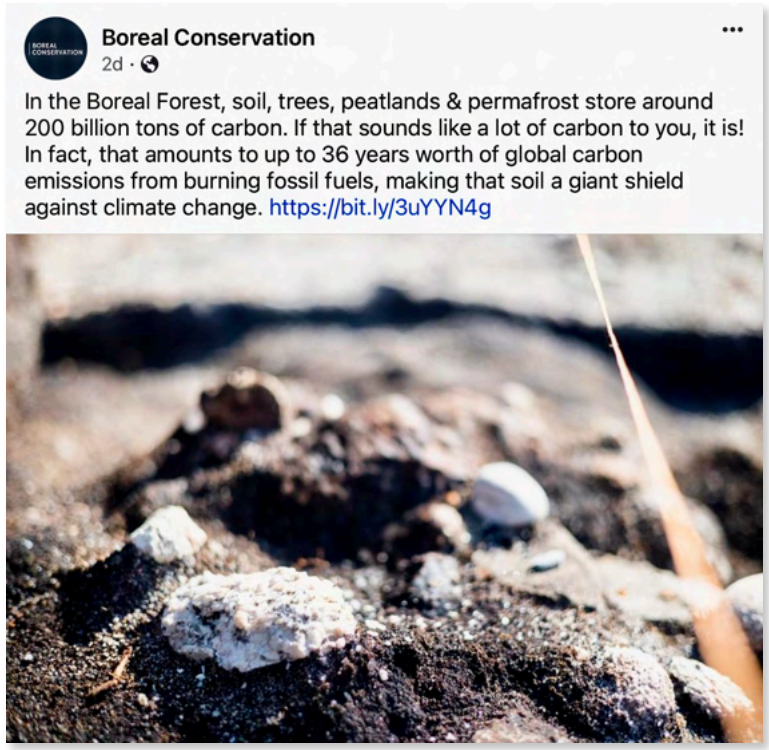 BOREAL
CONSERVATION
Boreal Conservation
2d ·
In the Boreal Forest, soil, trees, peatlands & permafrost store around
200 billion tons of carbon. If that sounds like a lot of carbon to you, it is!
In fact, that amounts to up to 36 years worth of global carbon
emissions from burning fossil fuels, making that soil a giant shield
against climate change. https://bit.ly/3uYYN4g